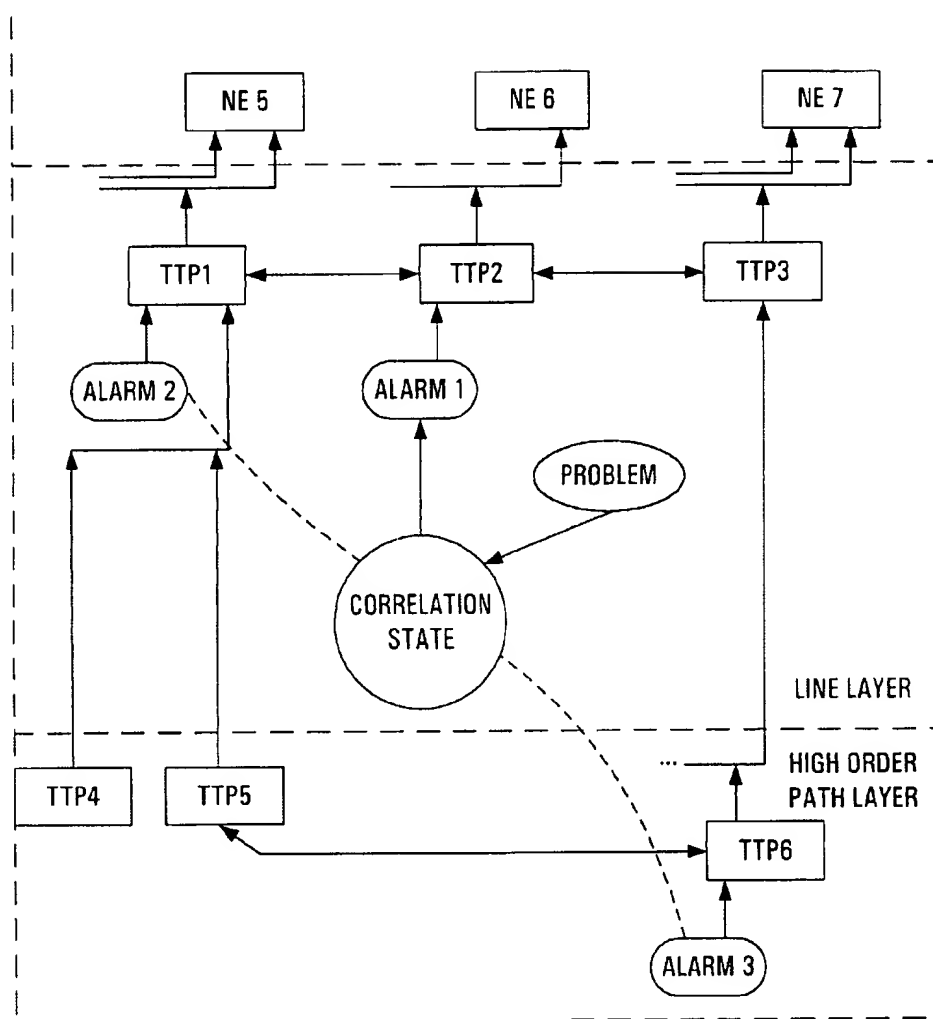 NE 5
NE 6
NE 7
TTP1
TTP2
TTP3
ALARM 2
ALARM 1
PROBLEM
CORRELATION
STATE
LINE LAYER
TTP4
TTP5
...
HIGH ORDER
PATH LAYER
TTP6
ALARM 3